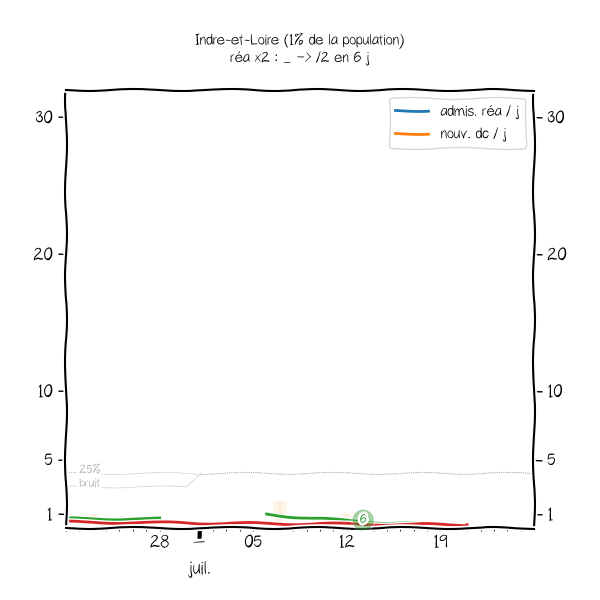 Indre-et-Loire (1% de la population)
réa x2 : _ -> /2 en 6 j
admis. réa / j
nouv. dc / j
30
30
20
20
10
10
5
5
25%
bruit
1
1
6
28
05
12
19
juil.